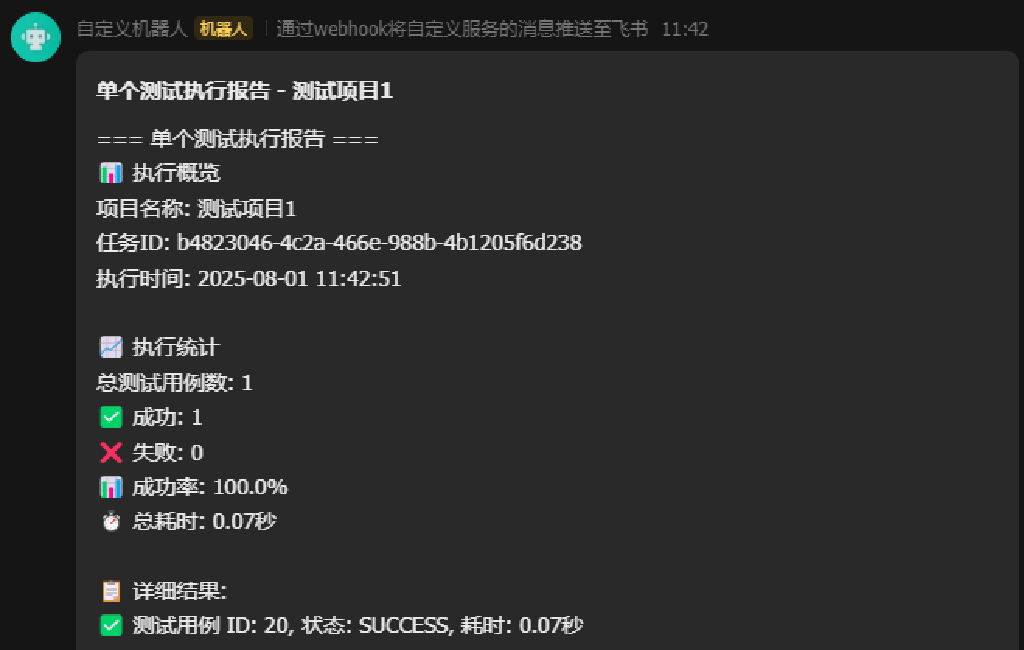 自定义机器人 机器人 通过webhook将自定义服务的消息推送至飞书 11:42
单个测试执行报告 - 测试项目1
=== 单个测试执行报告 ===
📊 执行概览
项目名称: 测试项目1
任务ID: b4823046-4c2a-466e-988b-4b1205f6d238
执行时间: 2025-08-01 11:42:51
📈 执行统计
总测试用例数: 1
✅ 成功: 1
❌ 失败: 0
📊 成功率: 100.0%
⏱ 总耗时: 0.07秒
📋 详细结果:
✅ 测试用例 ID: 20, 状态: SUCCESS, 耗时: 0.07秒